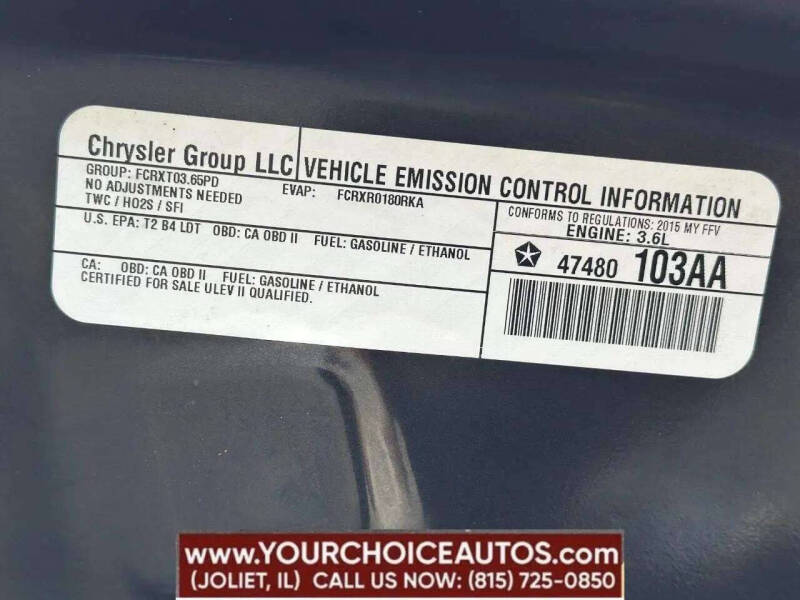 Chrysler Group LLC VEHICLE EMISSION CONTROL INFORMATION
GROUP: FCRXT03.65PD EVAP: FCRXR0180RKA
NO ADJUSTMENTS NEEDED
TWC / HO2S / SFI
CONFORMS TO REGULATIONS: 2015 MY FFV
U.S. EPA: T2 B4 LDT OBD: CA OBD II FUEL: GASOLINE / ETHANOL
ENGINE: 3.6L
47480 103AA
CA: OBD: CA OBD II FUEL: GASOLINE / ETHANOL
CERTIFIED FOR SALE ULEV II QUALIFIED.
www.YOURCHOICEAUTOS.com
(JOLIET, IL) CALL US NOW: (815) 725-0850